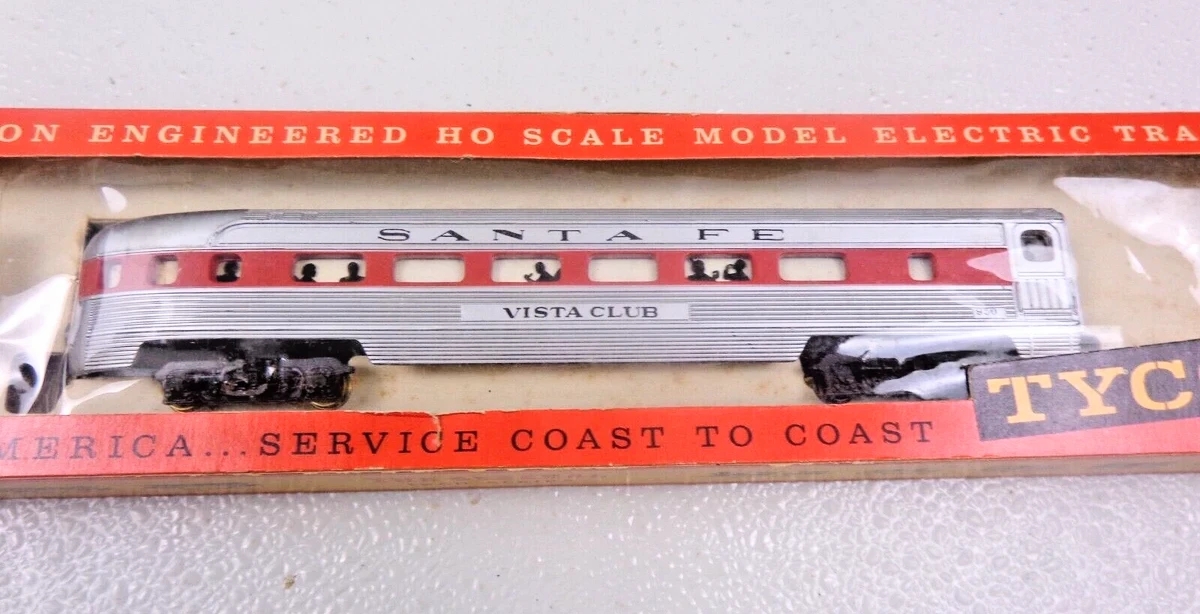 ON ENGINEERED HO SCALE MODEL ELECTRIC TRA
SANTA FE
VISTA CLUB
MERICA...SERVICE COAST TO COAST
TYC